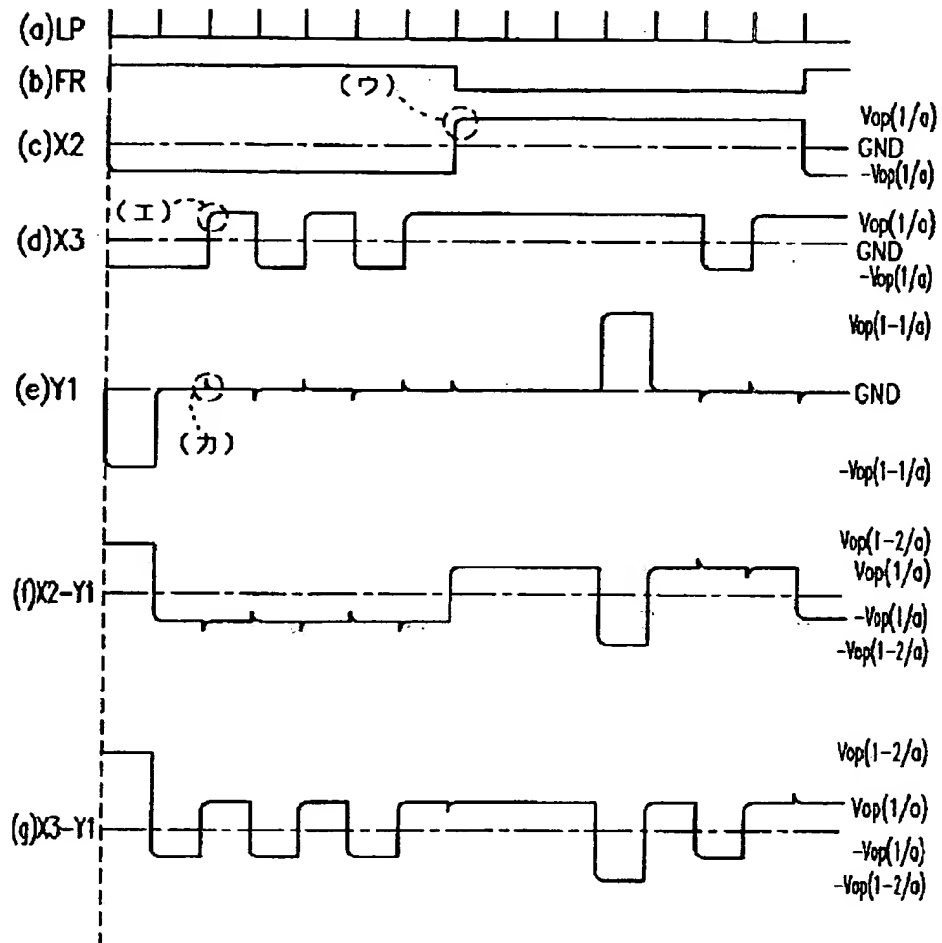 (a)LP
(b)FR
(ウ)
(c)X2
Vop(1/a)
GND
-Vop(1/a)
(エ)
(d)X3
Vop(1/a)
GND
-Vop(1/a)
Vop(1-1/a)
(e)Y1
GND
(カ)
-Vop(1-1/a)
Vop(1-2/a)
Vop(1/a)
(f)X2-Y1
-Vop(1/a)
-Vop(1-2/a)
Vop(1-2/a)
Vop(1/a)
(g)X3-Y1
-Vop(1/a)
-Vop(1-2/a)